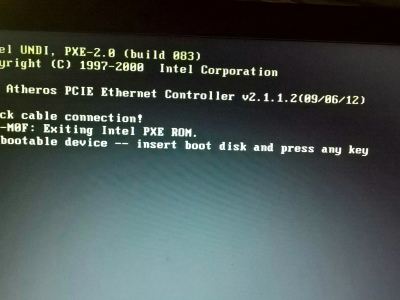 el UNDI, PXE-2.0 (build 083)
yright (C) 1997-2000 Intel Corporation
Atheros PCIE Ethernet Controller v2.1.1.2(09/06/12)
ck cable connection!
-M0F: Exiting Intel PXE ROM.
bootable device -- insert boot disk and press any key